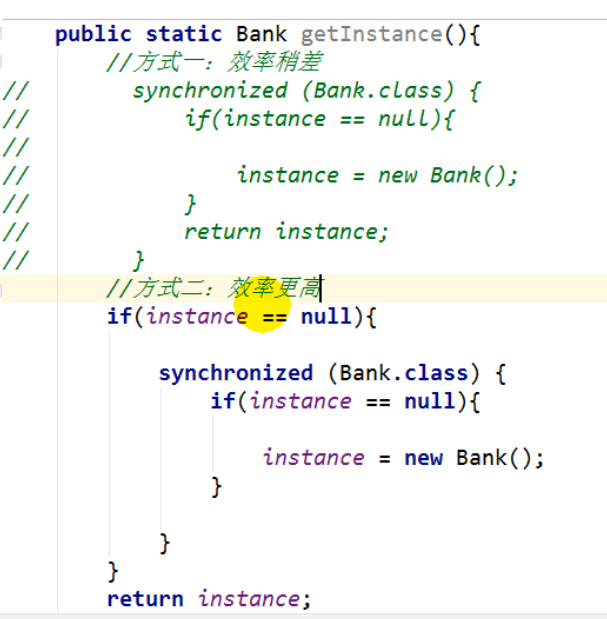 public static Bank getInstance(){
//方式一：效率稍差
// synchronized (Bank.class) {
// if(instance == null){
//
// instance = new Bank();
// }
// return instance;
// }
//方式二：效率更高
if(instance == null){
synchronized (Bank.class) {
if(instance == null){
instance = new Bank();
}
}
}
return instance;